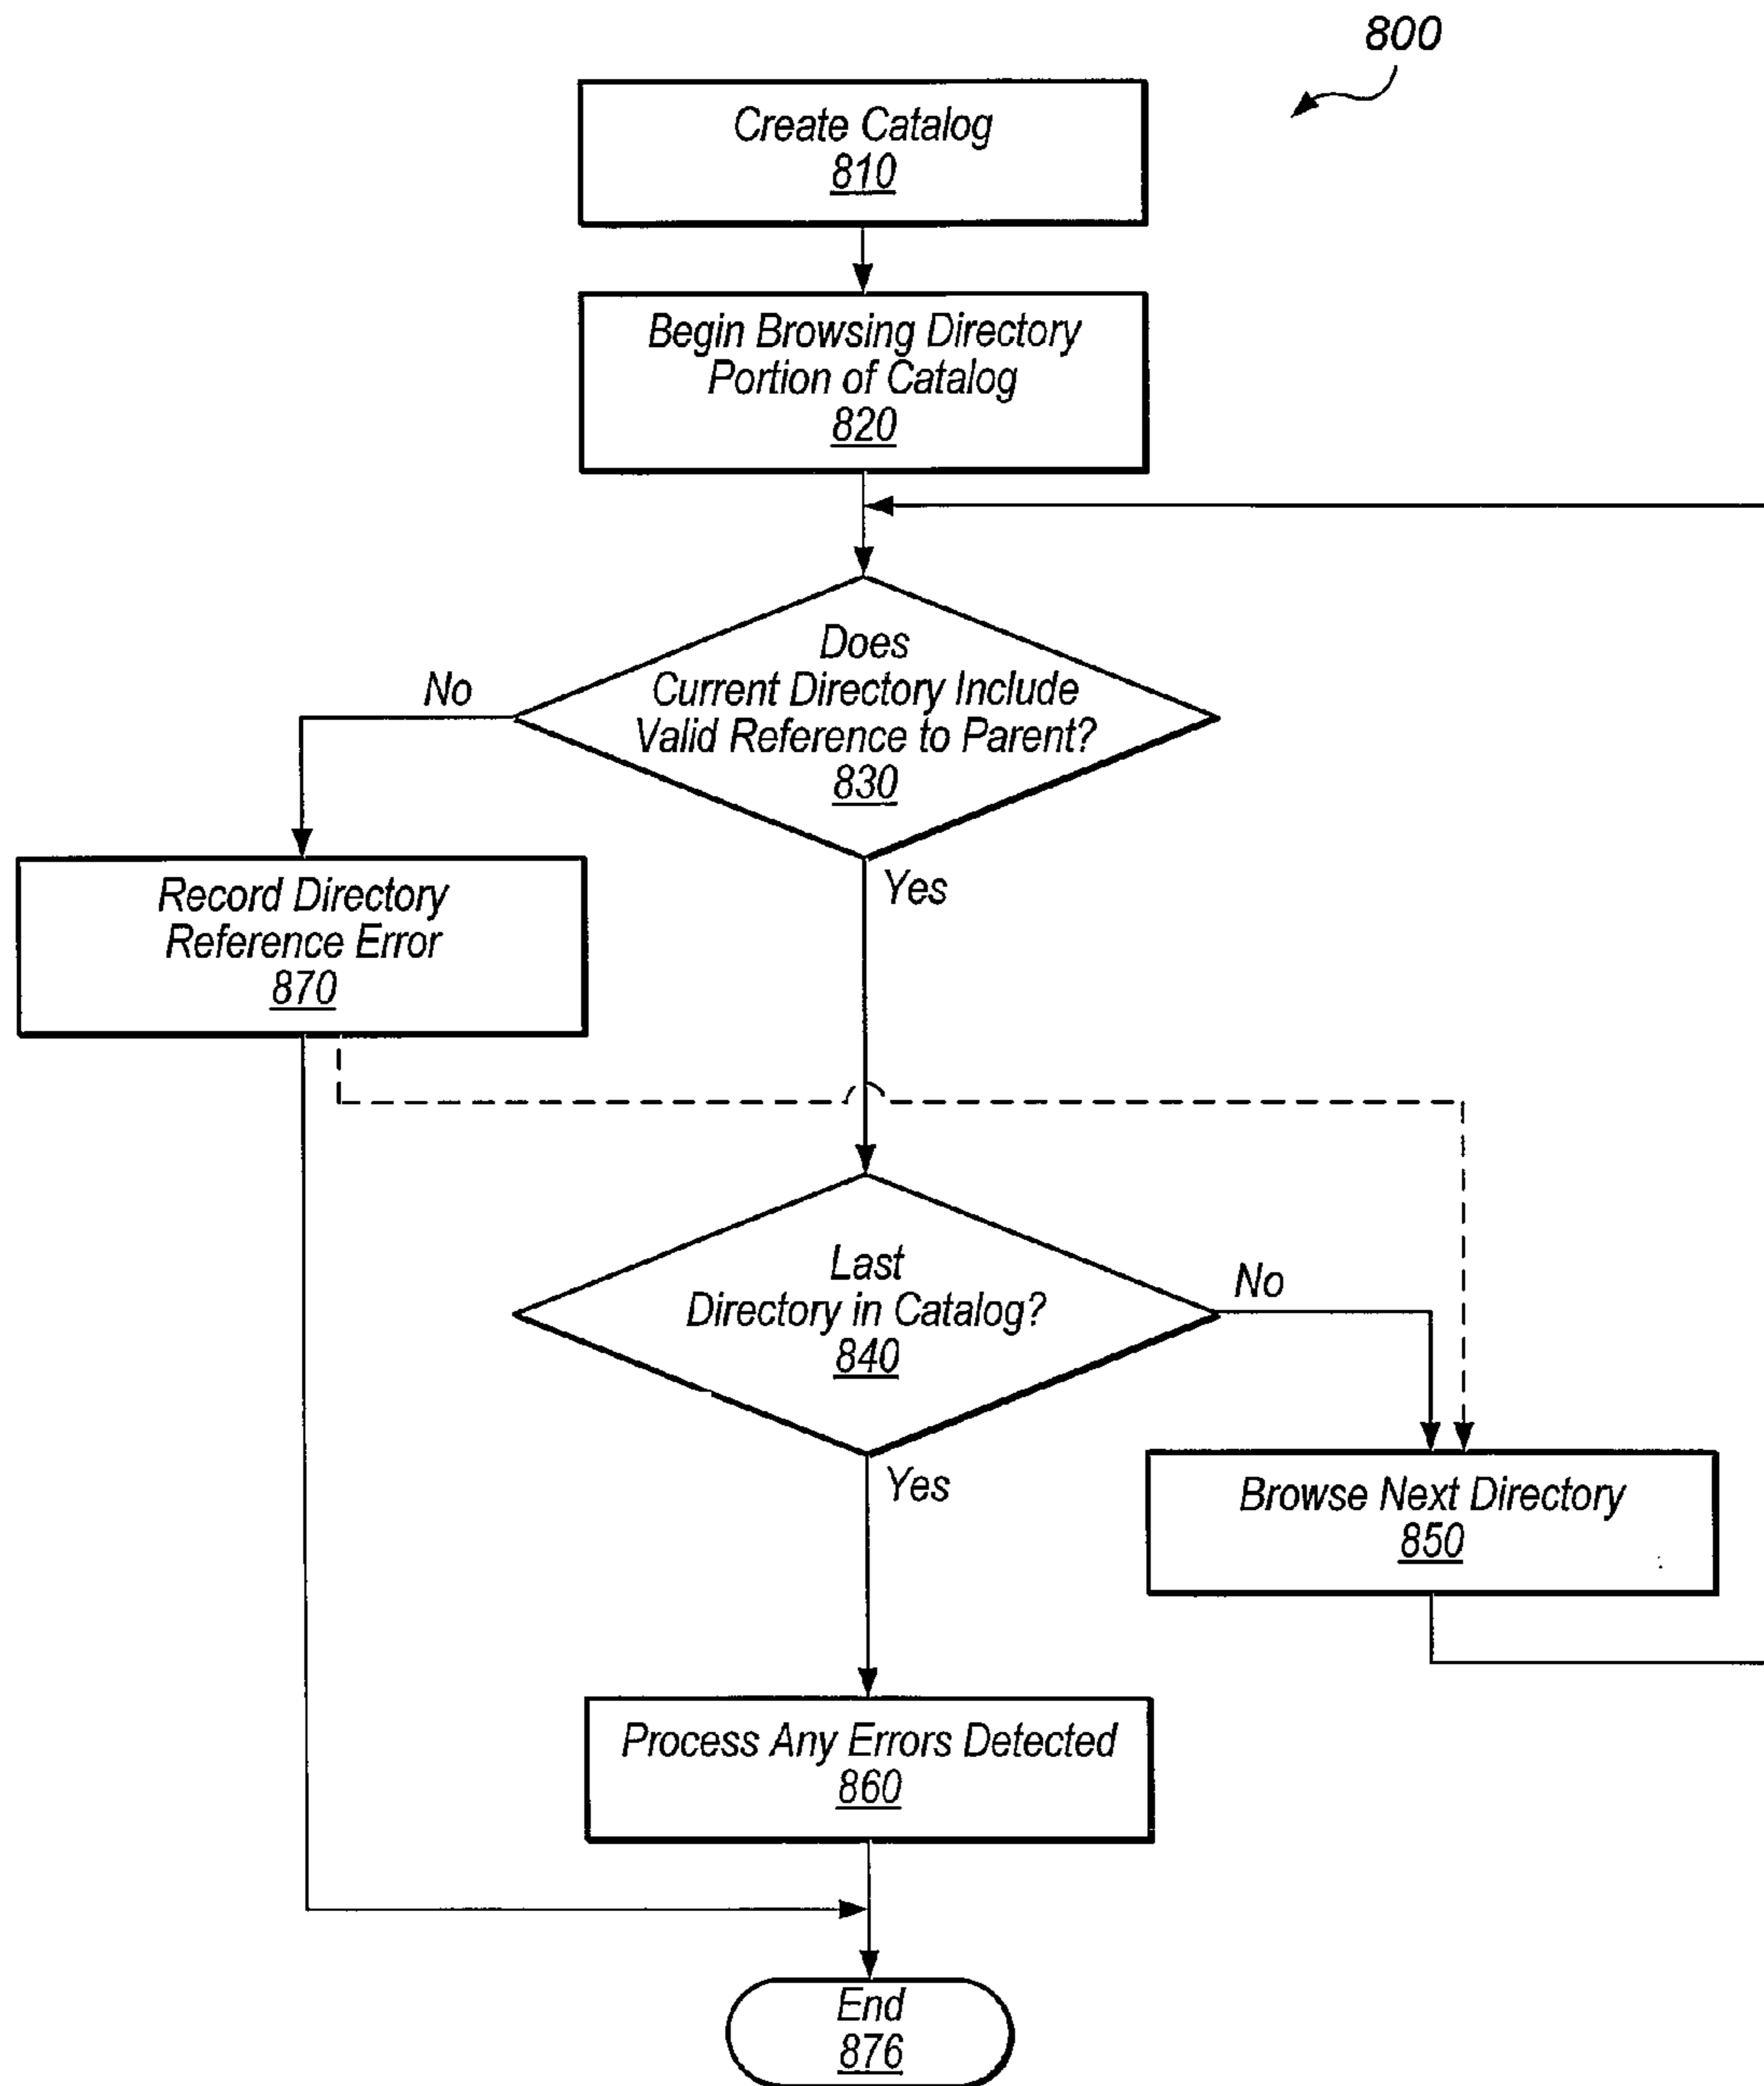 800
Create Catalog
810
Begin Browsing Directory
Portion of Catalog
820
Does
Current Directory Include
Valid Reference to Parent?
830
No
Yes
Record Directory
Reference Error
870
Last
Directory in Catalog?
840
No
Yes
Browse Next Directory
850
Process Any Errors Detected
860
End
876